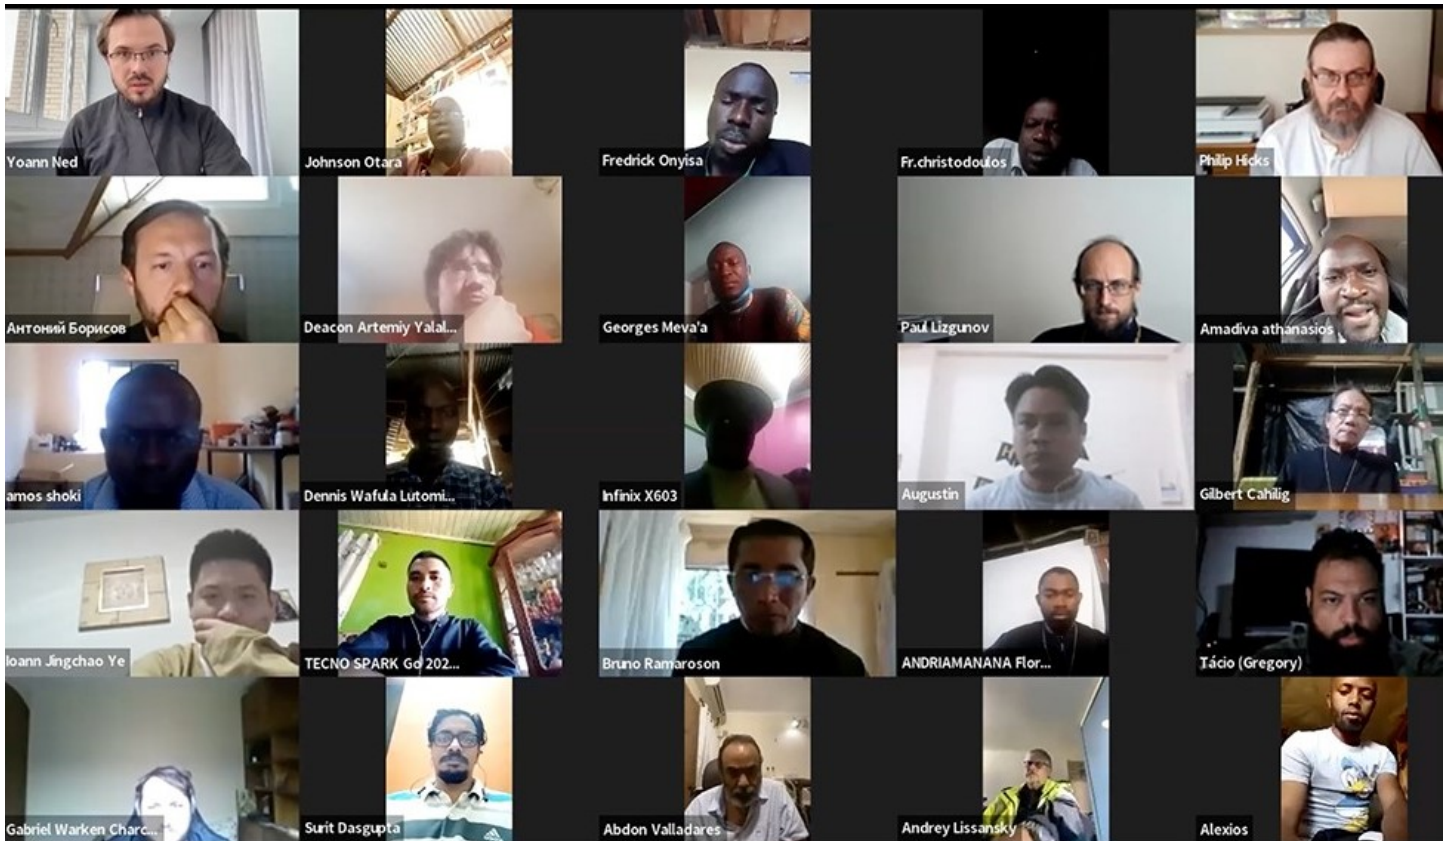 Yoann Ned
Johnson Otara
Fredrick Onyisa
Fr.christodoulos
Philip Hicks
Антоний Борисов
Deacon Artemiy Yalal...
Georges Meva'a
Paul Lizgunov
Amadiva athanasios
amos shoki
Dennis Wafula Lutomi...
Infinix X603
Augustin
Gilbert Cahilig
Ioann Jingchao Ye
TECNO SPARK Go 202...
Bruno Ramaroson
ANDRIAMANANA Flor...
Tácio (Gregory)
Gabriel Warken Charc...
Surit Dasgupta
Abdon Valladares
Andrey Lissansky
Alexios